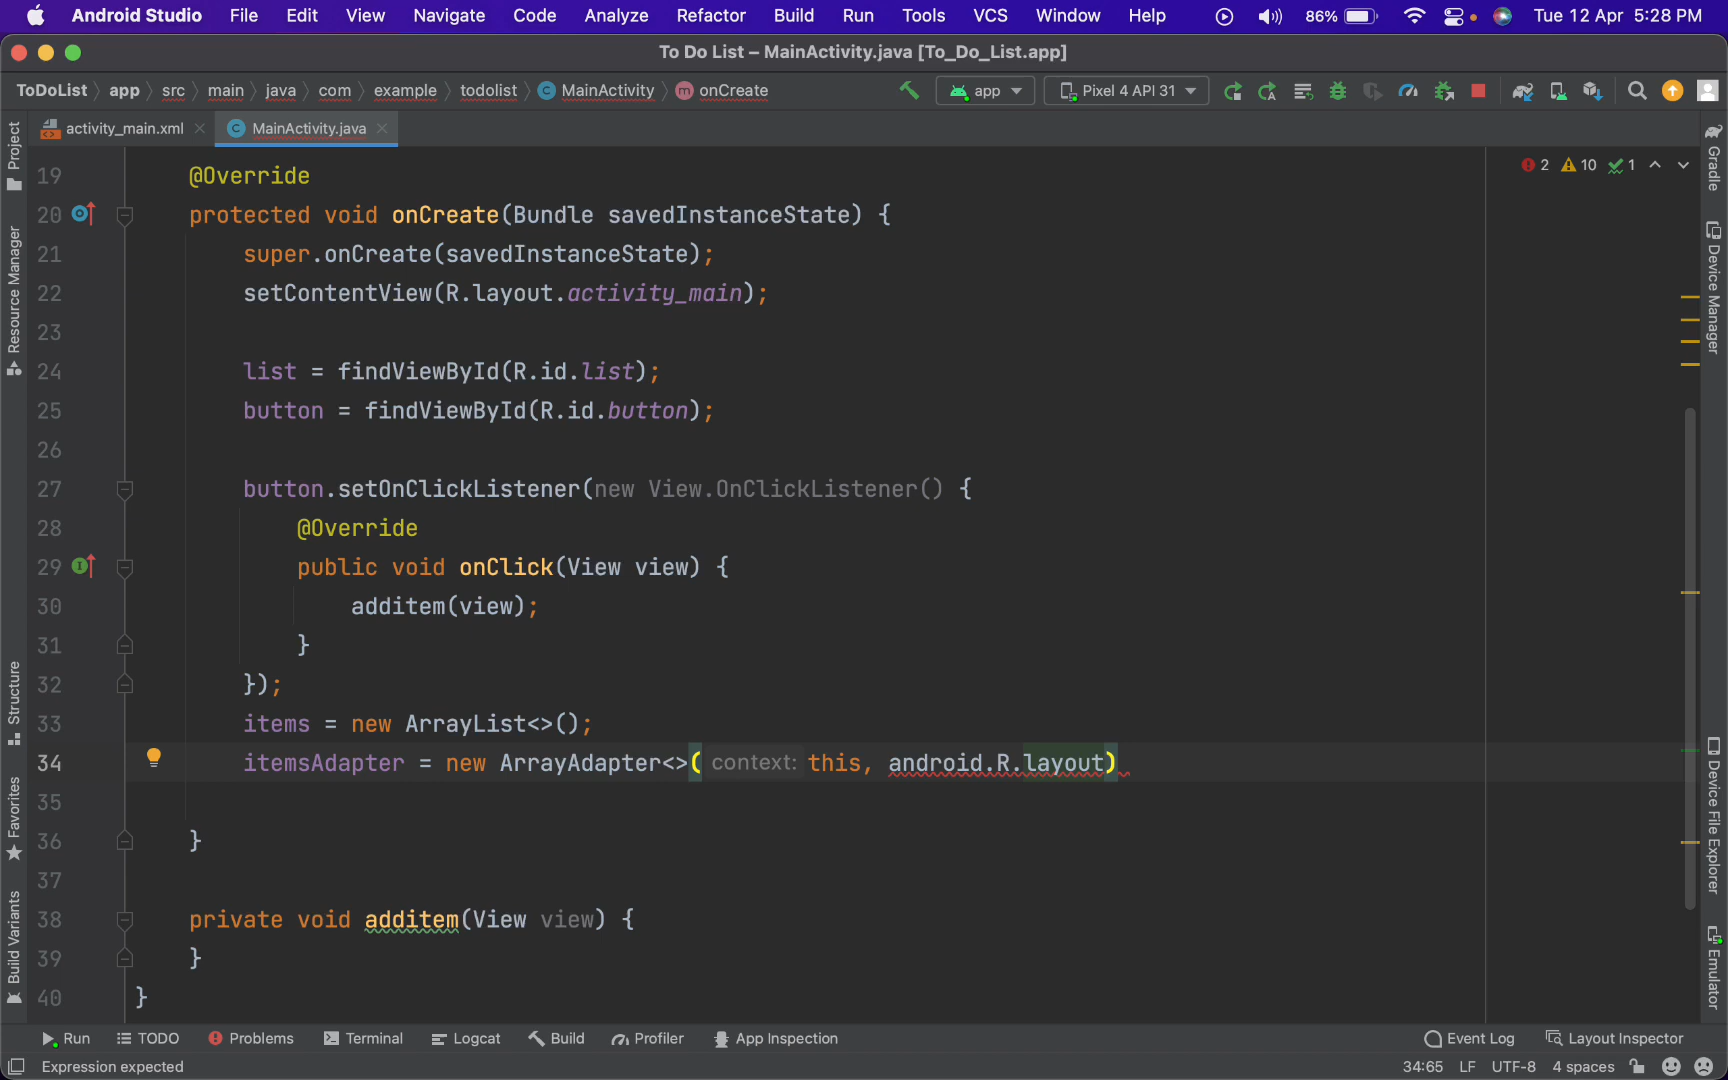 Android Studio File Edit View Navigate Code Analyze Refactor Build Run Tools VCS Window Help 86% Tue 12 Apr 5:28 PM
To Do List – MainActivity.java [To_Do_List.app]
ToDoList app src main java com example todolist C MainActivity m onCreate app Pixel 4 API 31
activity_main.xml C MainActivity.java
2 10 1
19 @Override
20 protected void onCreate(Bundle savedInstanceState) {
21 super.onCreate(savedInstanceState);
22 setContentView(R.layout.activity_main);
23
24 list = findViewById(R.id.list);
25 button = findViewById(R.id.button);
26
27 button.setOnClickListener(new View.OnClickListener() {
28 @Override
29 public void onClick(View view) {
30 additem(view);
31 }
32 });
33 items = new ArrayList<>();
34 itemsAdapter = new ArrayAdapter<>( context: this, android.R.layout)
35
36 }
37
38 private void additem(View view) {
39 }
40 }
Project
Resource Manager
Structure
Favorites
Build Variants
Gradle
Device Manager
Device File Explorer
Emulator
Run TODO Problems Terminal Logcat Build Profiler App Inspection Event Log Layout Inspector
Expression expected 34:65 LF UTF-8 4 spaces